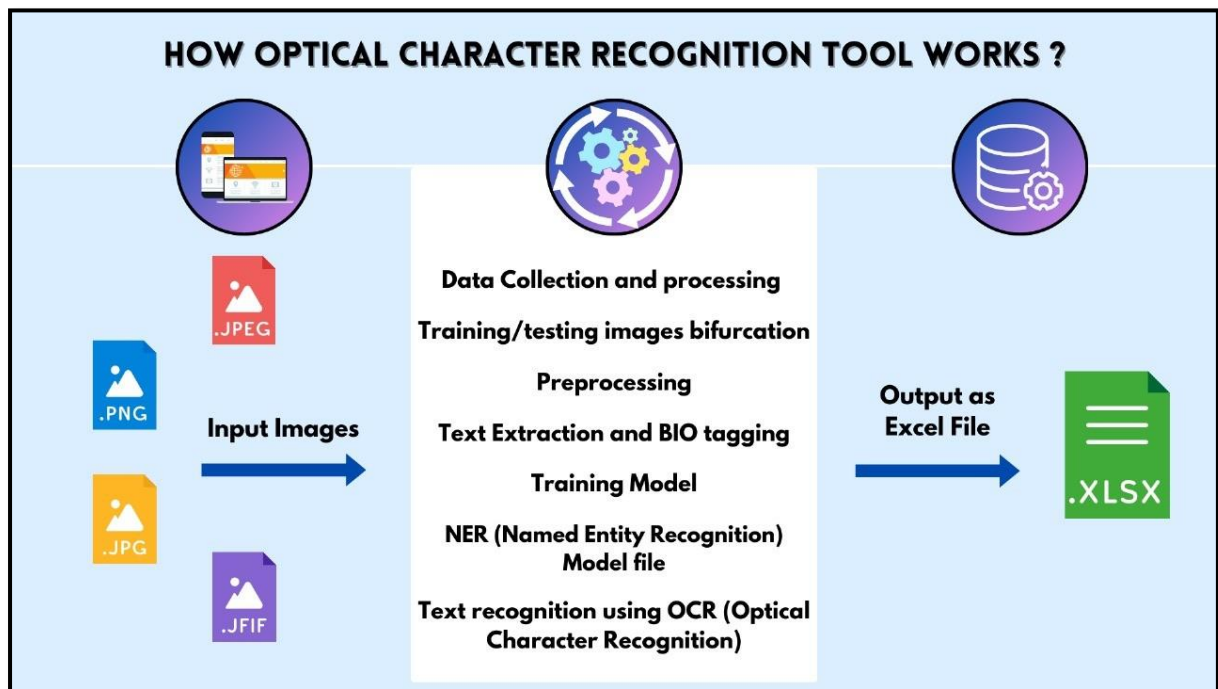 HOW OPTICAL CHARACTER RECOGNITION TOOL WORKS ?
.JPEG
.PNG
.JPG
.JFIF
Input Images
Data Collection and processing
Training/testing images bifurcation
Preprocessing
Text Extraction and BIO tagging
Training Model
NER (Named Entity Recognition)
Model file
Text recognition using OCR (Optical
Character Recognition)
Output as
Excel File
.XLSX